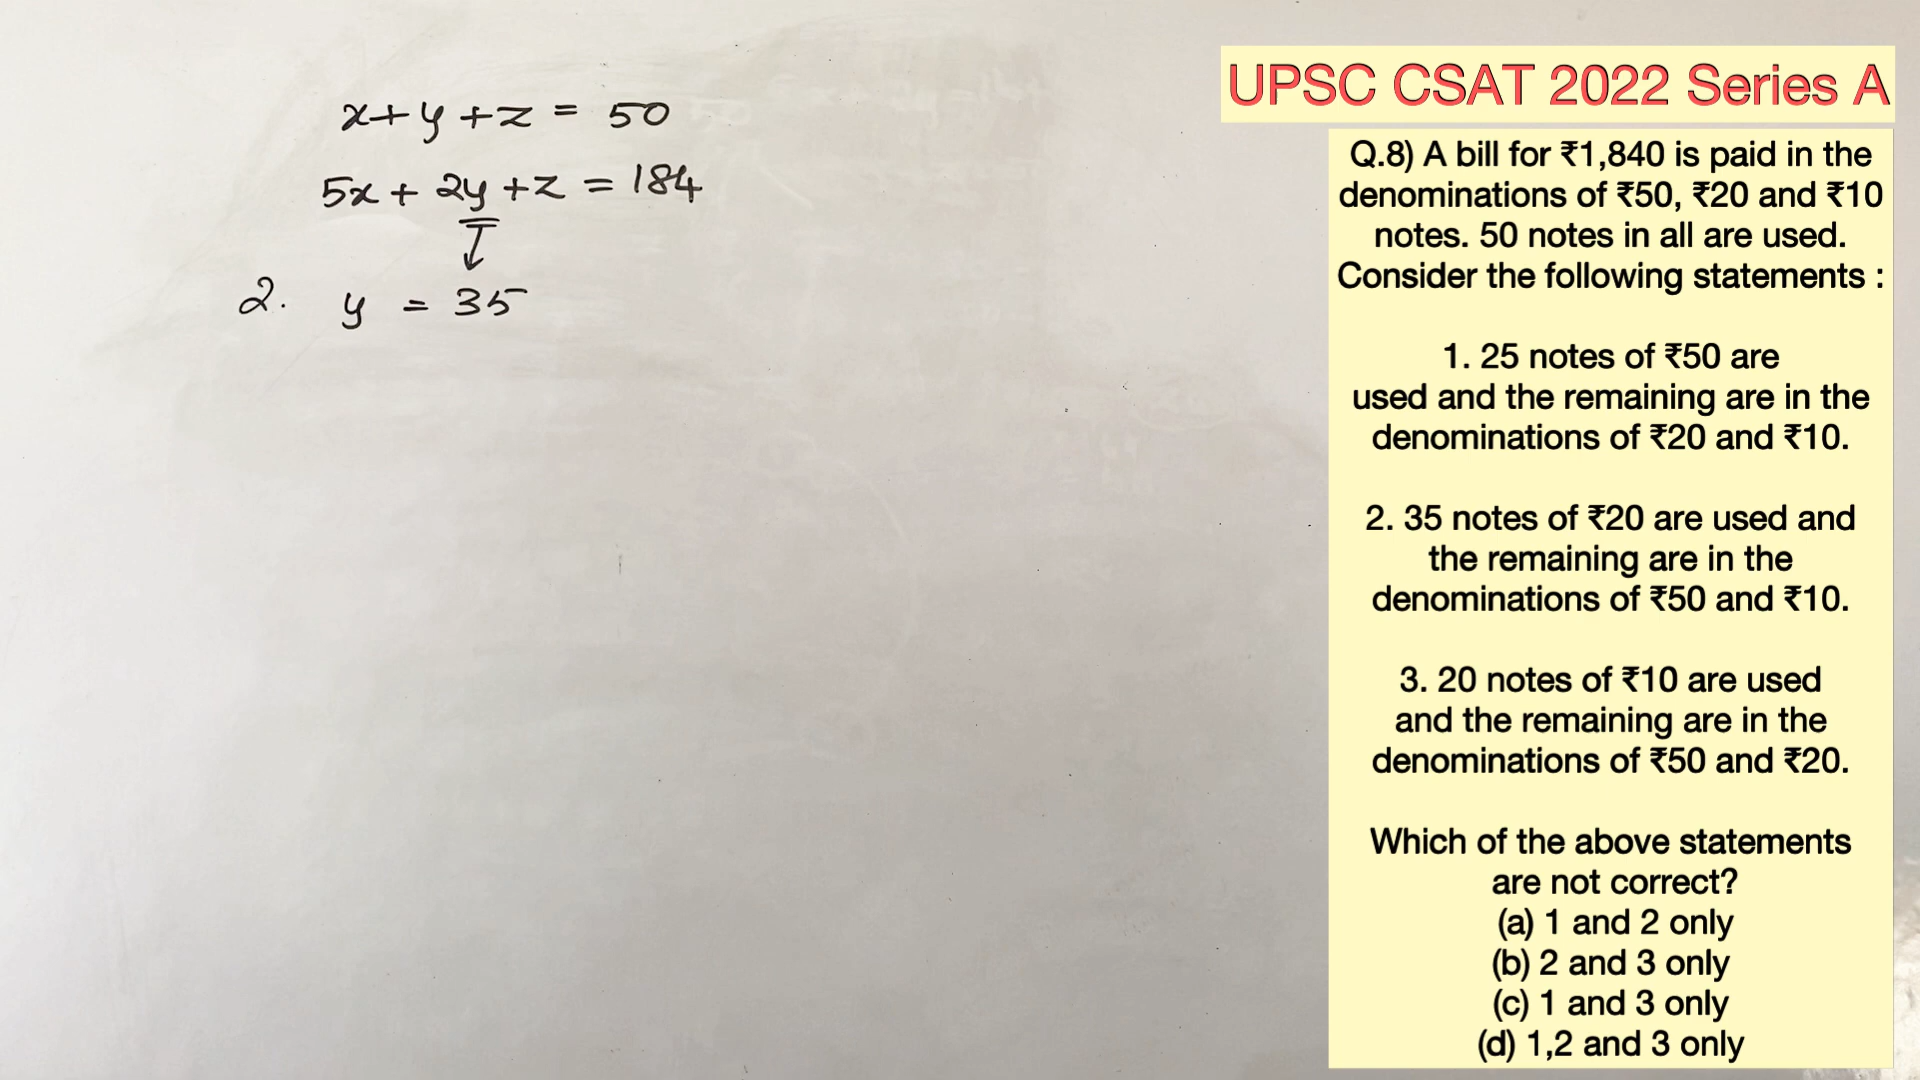 x+y+z = 50
5x + 2y + z = 184
2. y = 35
UPSC CSAT 2022 Series A
Q.8) A bill for ₹1,840 is paid in the
denominations of ₹50, ₹20 and ₹10
notes. 50 notes in all are used.
Consider the following statements :
1. 25 notes of ₹50 are
used and the remaining are in the
denominations of ₹20 and ₹10.
2. 35 notes of ₹20 are used and
the remaining are in the
denominations of ₹50 and ₹10.
3. 20 notes of ₹10 are used
and the remaining are in the
denominations of ₹50 and ₹20.
Which of the above statements
are not correct?
(a) 1 and 2 only
(b) 2 and 3 only
(c) 1 and 3 only
(d) 1,2 and 3 only